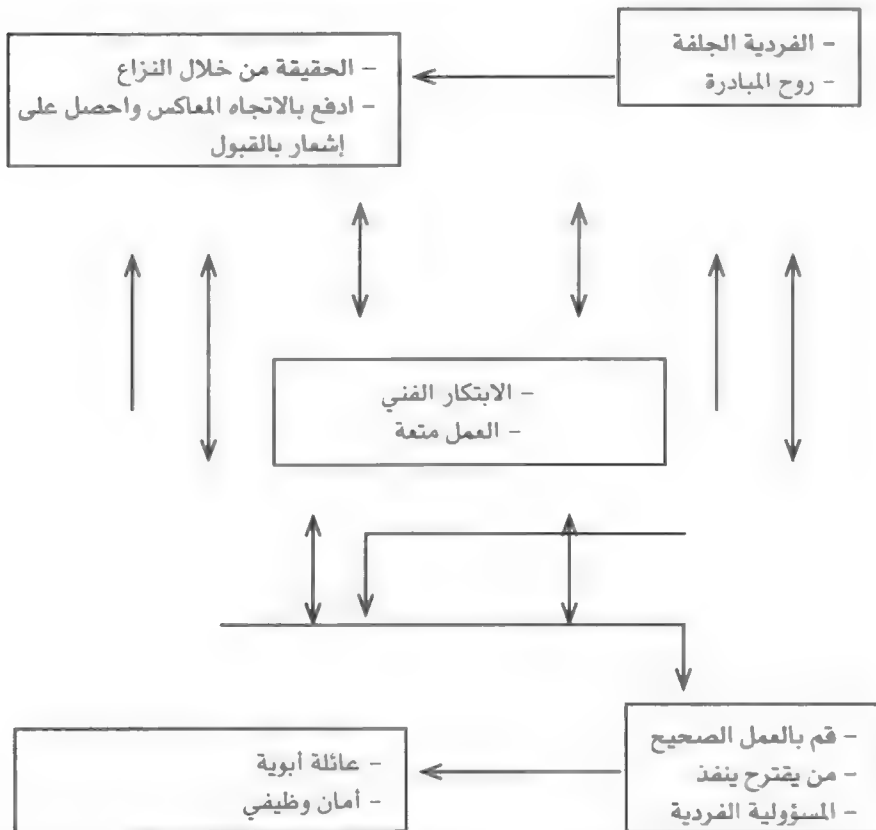 - الفردية الجلفة
- روح المبادرة
- الحقيقة من خلال النزاع
- ادفع بالاتجاه المعاكس واحصل على
إشعار بالقبول
- الابتكار الفني
- العمل متعة
- قم بالعمل الصحيح
- من يقترح ينفذ
- المسؤولية الفردية
- عائلة أبوية
- أمان وظيفي